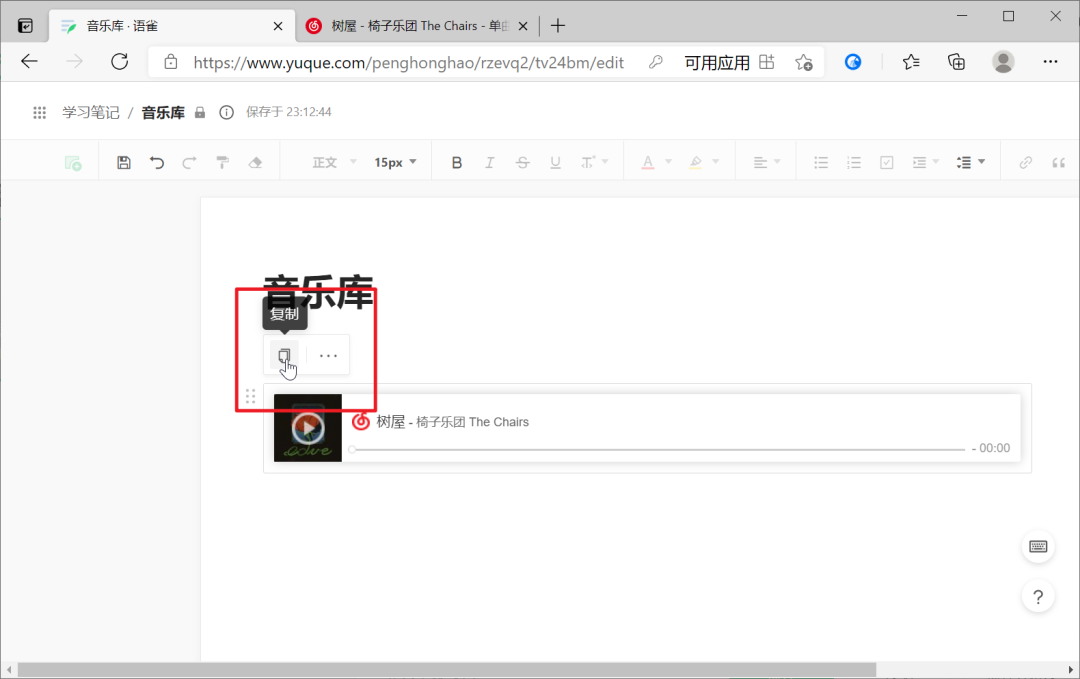 音乐库 · 语雀
树屋 - 椅子乐团 The Chairs - 单曲
https://www.yuque.com/penghonghao/rzevq2/tv24bm/edit
可用应用
学习笔记 / 音乐库
保存于 23:12:44
正文
15px
B I S U T A
音乐库
复制
树屋 - 椅子乐团 The Chairs
- 00:00
?